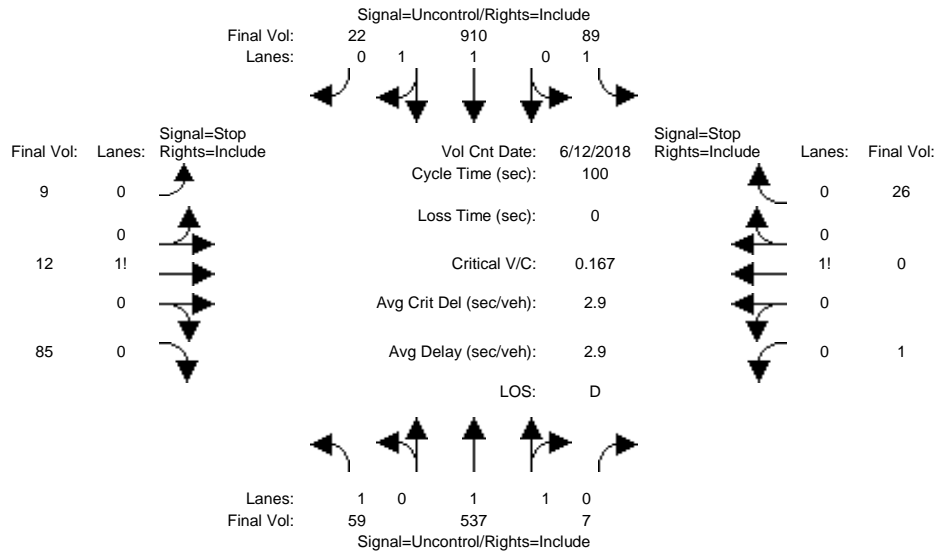 Signal=Uncontrol/Rights=Include
Final Vol: 22 910 89
Lanes: 0 1 1 0 1
Signal=Stop
Final Vol: Lanes: Rights=Include
Vol Cnt Date: 6/12/2018
Signal=Stop
Rights=Include Lanes: Final Vol:
Cycle Time (sec): 100
9 0
0 26
Loss Time (sec): 0
0
0
12 1!
Critical V/C: 0.167
1! 0
0
Avg Crit Del (sec/veh): 2.9
0
85 0
Avg Delay (sec/veh): 2.9
0 1
LOS: D
Lanes: 1 0 1 1 0
Final Vol: 59 537 7
Signal=Uncontrol/Rights=Include